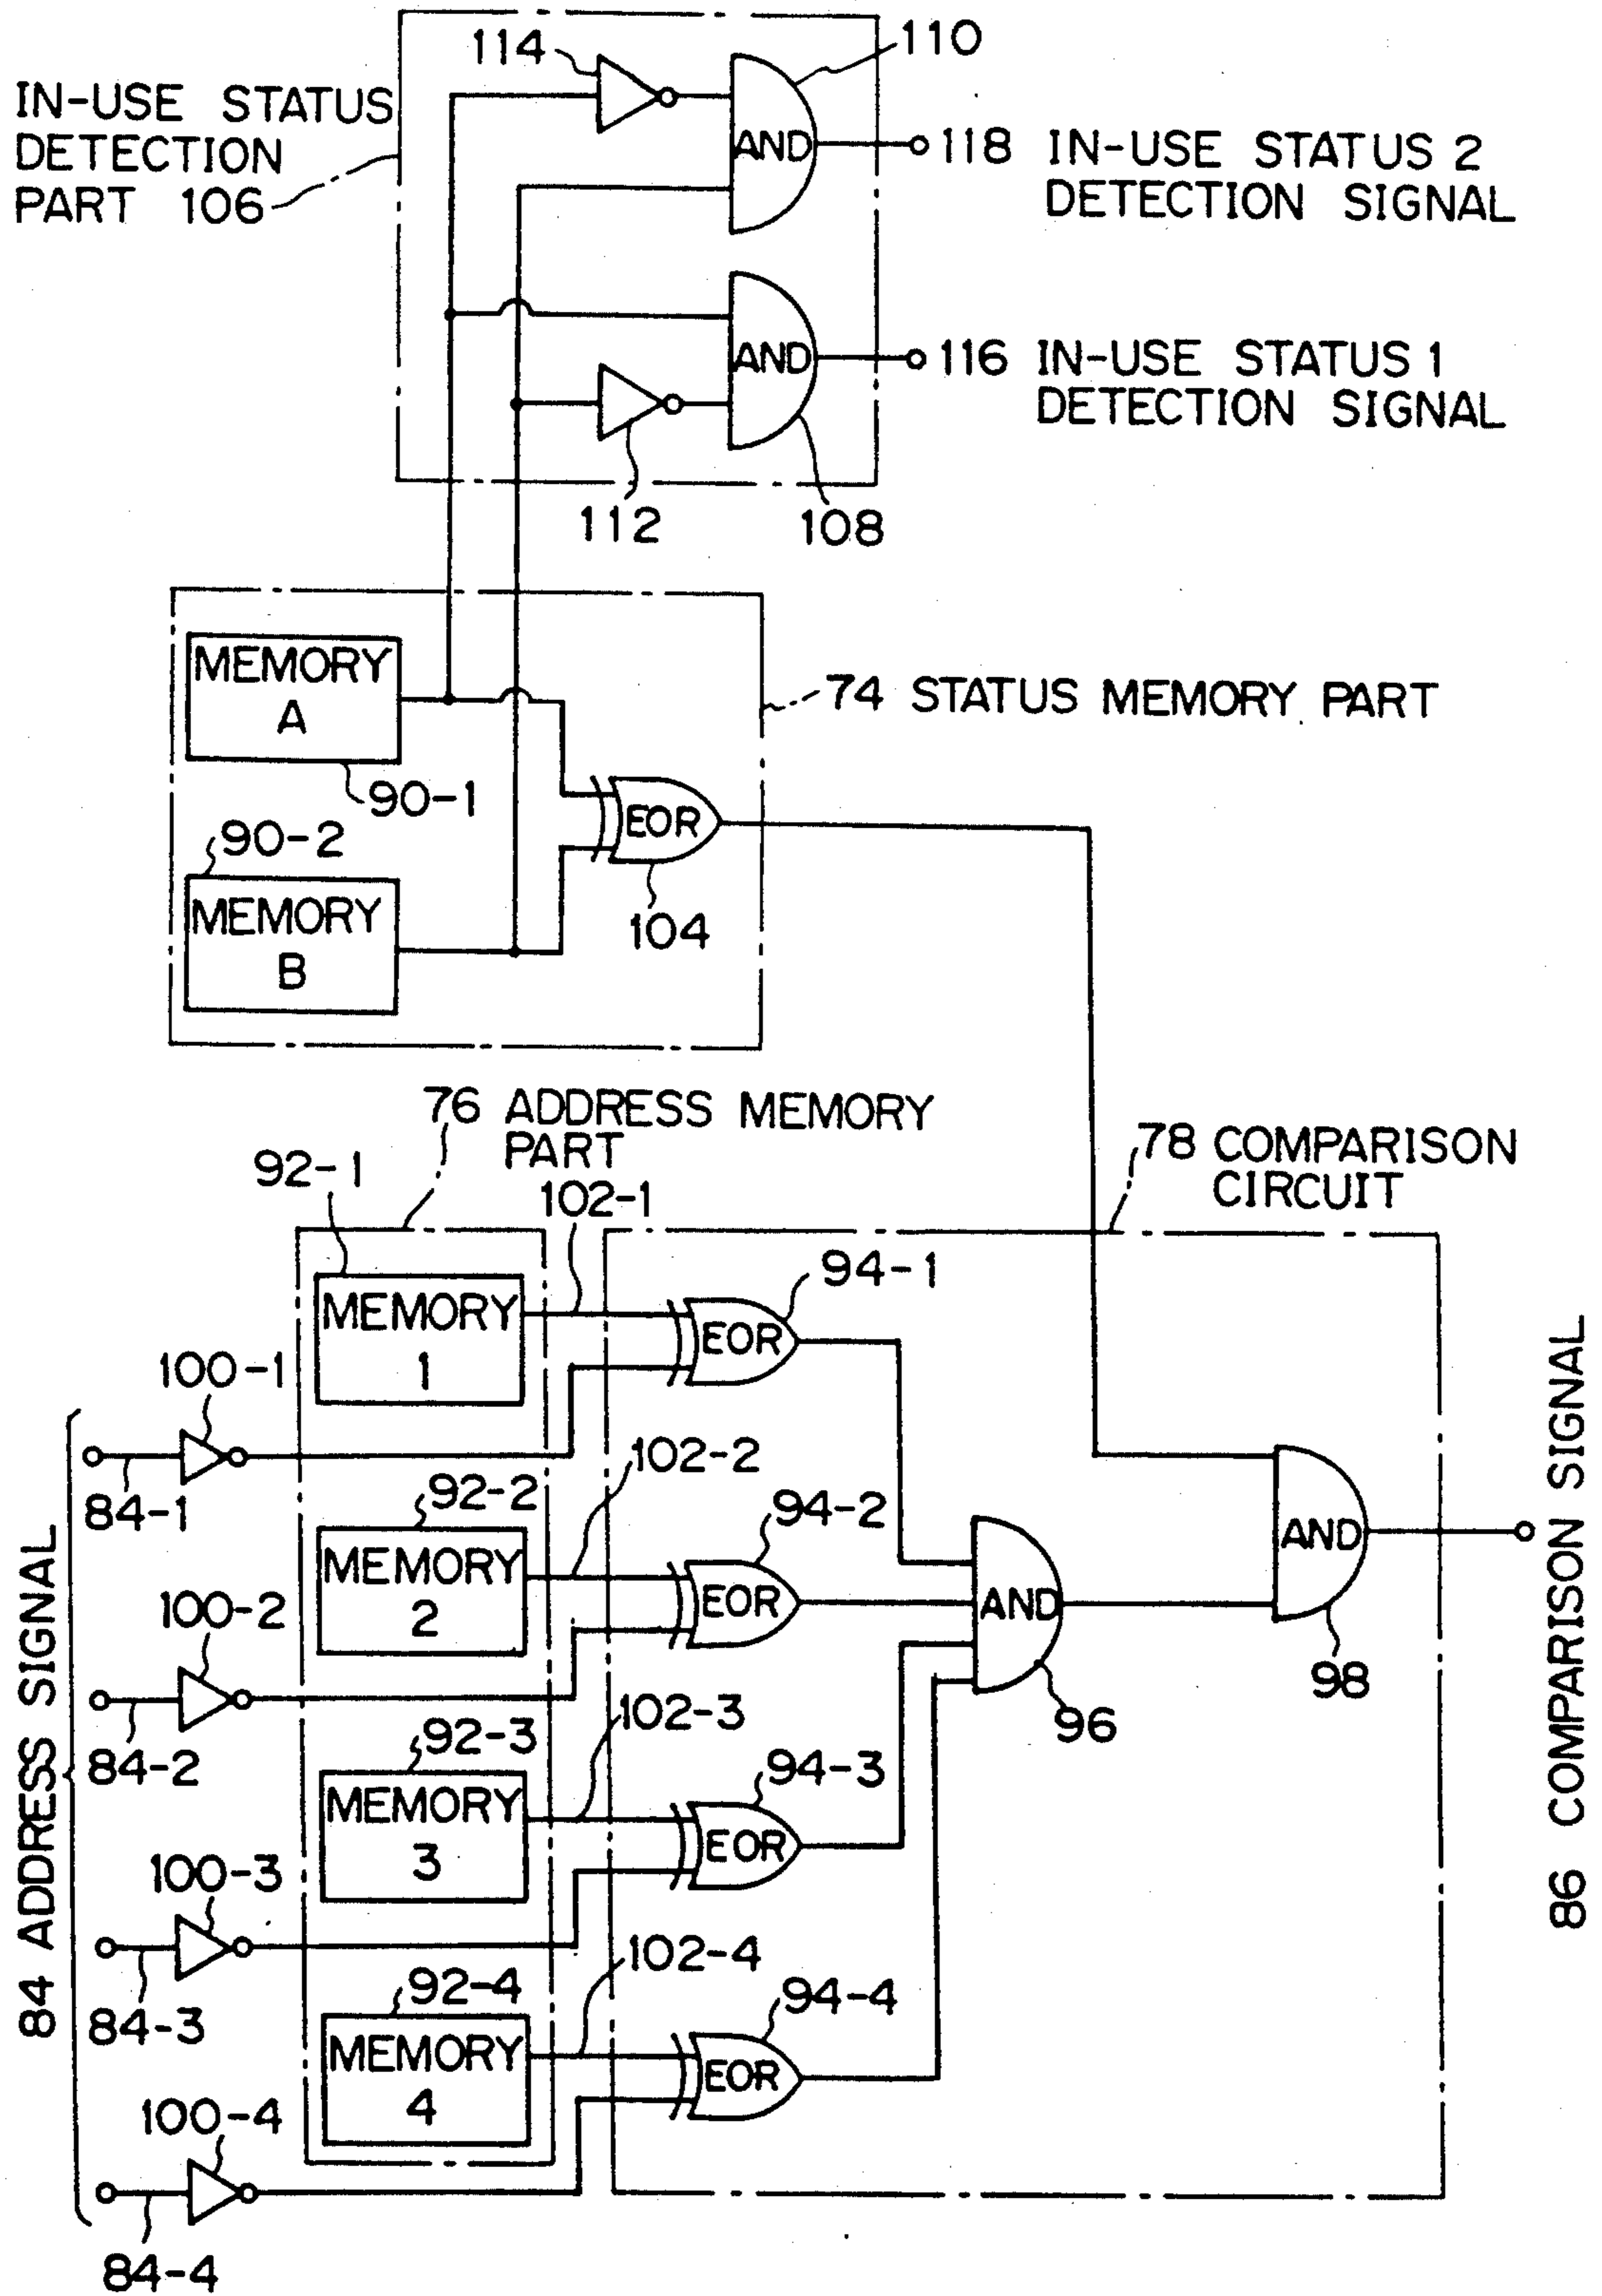 114
110
IN-USE STATUS
DETECTION
PART 106
AND
118 IN-USE STATUS 2
DETECTION SIGNAL
AND
116 IN-USE STATUS 1
DETECTION SIGNAL
112
108
MEMORY
A
74 STATUS MEMORY PART
90-1
90-2
EOR
MEMORY
B
104
76 ADDRESS MEMORY
PART
78 COMPARISON
CIRCUIT
92-1
102-1
MEMORY
1
94-1
EOR
100-1
84-1
102-2
92-2
94-2
MEMORY
2
EOR
AND
AND
100-2
84-2
98
96
102-3
92-3
94-3
MEMORY
3
EOR
100-3
84-3
102-4
92-4
94-4
MEMORY
4
EOR
100-4
84-4
84 ADDRESS SIGNAL
86 COMPARISON SIGNAL